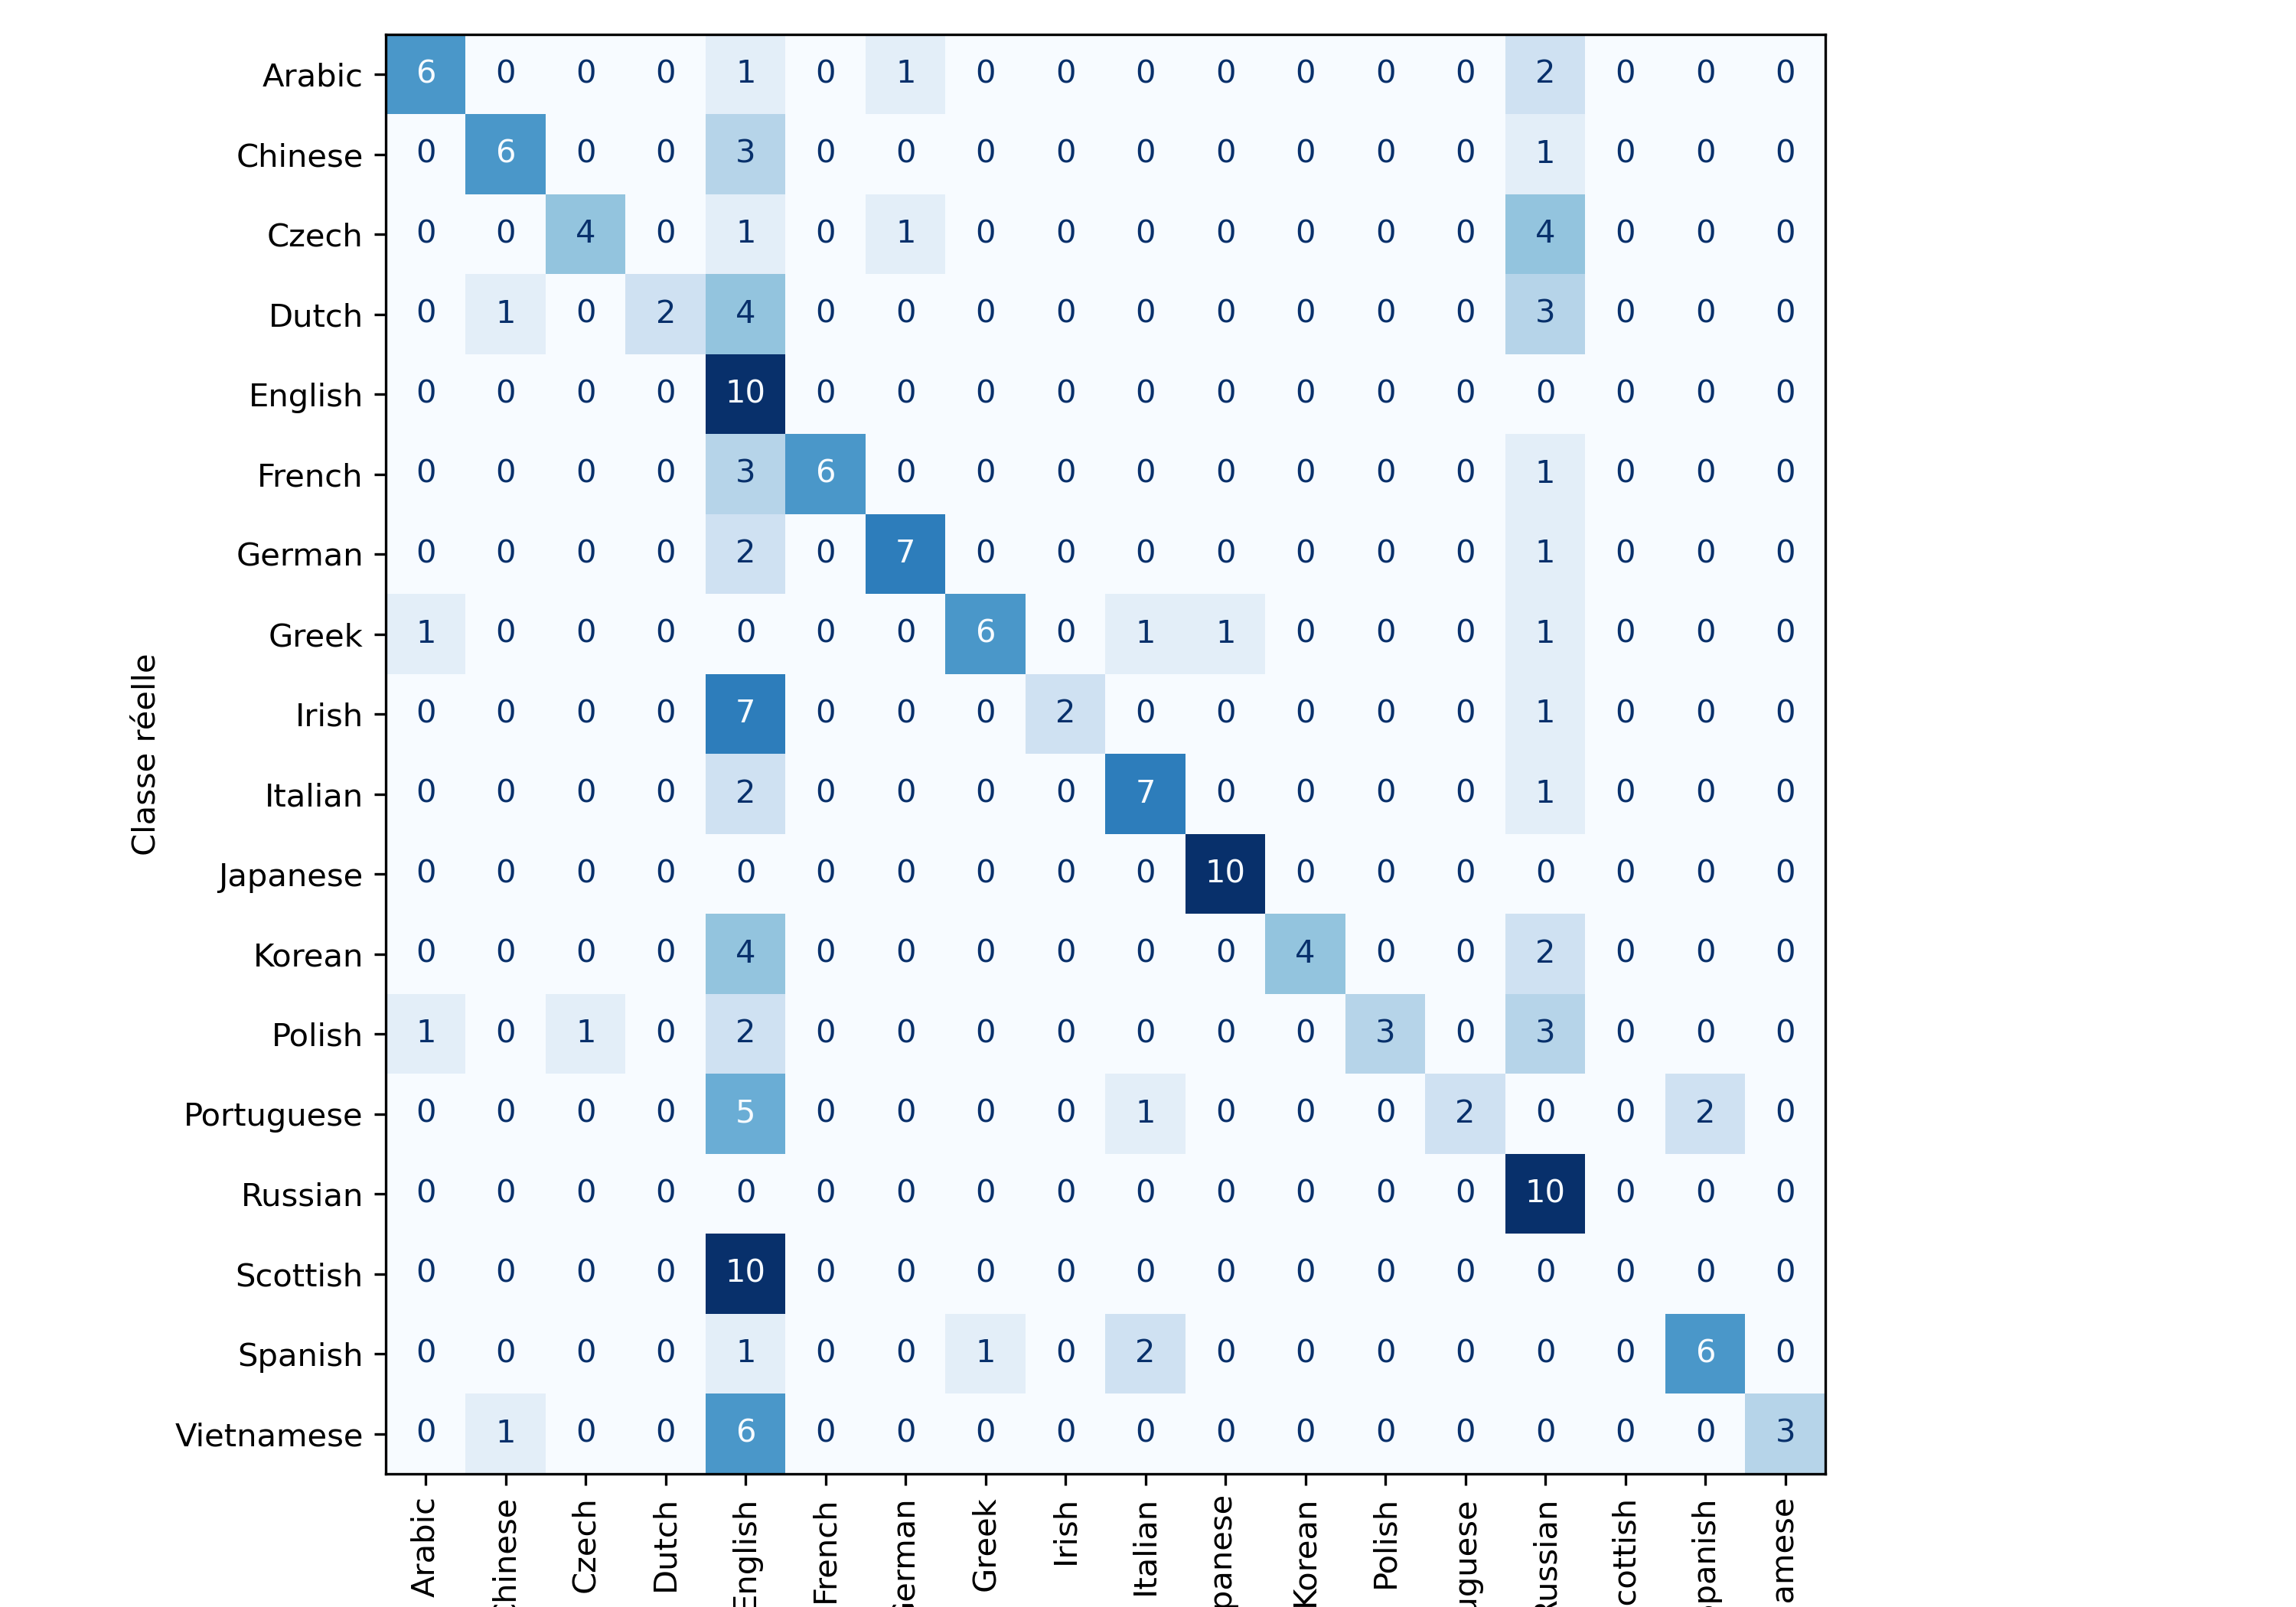 Arabic 6 0 0 0 1 0 1 0 0 0 0 0 0 0 2 0 0 0
Chinese 0 6 0 0 3 0 0 0 0 0 0 0 0 0 1 0 0 0
Czech 0 0 4 0 1 0 1 0 0 0 0 0 0 0 4 0 0 0
Dutch 0 1 0 2 4 0 0 0 0 0 0 0 0 0 3 0 0 0
English 0 0 0 0 10 0 0 0 0 0 0 0 0 0 0 0 0 0
French 0 0 0 0 3 6 0 0 0 0 0 0 0 0 1 0 0 0
German 0 0 0 0 2 0 7 0 0 0 0 0 0 0 1 0 0 0
Greek 1 0 0 0 0 0 0 6 0 1 1 0 0 0 1 0 0 0
Classe réelle
Irish 0 0 0 0 7 0 0 0 2 0 0 0 0 0 1 0 0 0
Italian 0 0 0 0 2 0 0 0 0 7 0 0 0 0 1 0 0 0
Japanese 0 0 0 0 0 0 0 0 0 0 10 0 0 0 0 0 0 0
Korean 0 0 0 0 4 0 0 0 0 0 0 4 0 0 2 0 0 0
Polish 1 0 1 0 2 0 0 0 0 0 0 0 3 0 3 0 0 0
Portuguese 0 0 0 0 5 0 0 0 0 1 0 0 0 2 0 0 2 0
Russian 0 0 0 0 0 0 0 0 0 0 0 0 0 0 10 0 0 0
Scottish 0 0 0 0 10 0 0 0 0 0 0 0 0 0 0 0 0 0
Spanish 0 0 0 0 1 0 0 1 0 2 0 0 0 0 0 0 6 0
Vietnamese 0 1 0 0 6 0 0 0 0 0 0 0 0 0 0 0 0 3
Arabic
hinese
Czech
Dutch
English
French
erman
Greek
Irish
Italian
panese
Korean
Polish
uguese
ussian
cottish
panish
amese